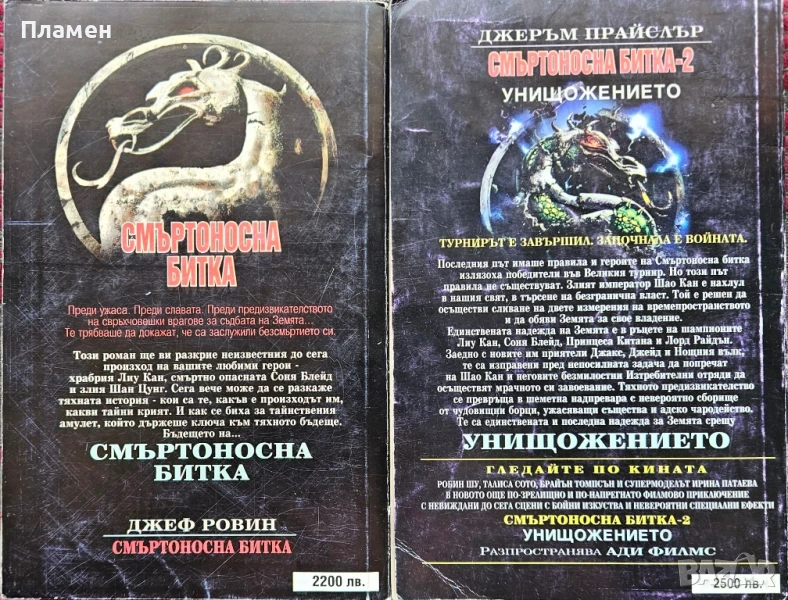 Пламен
СМЪРТОНОСНА
БИТКА
Преди ужаса. Преди славата. Преди предизвикателството
на свръхчовешки врагове за съдбата на Земята...
Те трябваше да докажат, че са заслужили безсмъртието си.
Този роман ще ви разкрие неизвестния до сега
произход на вашите любими герои -
храбрия Лиу Кан, смъртно опасната Соня Блейд
и злия Шан Цунг. Сега вече може да се разкаже
тяхната история - кои са те, какъв е произходът им,
какви тайни крият. И как се биха за тайнствения
амулет, който държеше ключа към тяхното бъдеще.
Бъдещето на...
СМЪРТОНОСНА
БИТКА
ДЖЕФ РОВИН
СМЪРТОНОСНА БИТКА
2200 лв.
ДЖЕРЪМ ПРАЙСЛЪР
СМЪРТОНОСНА БИТКА-2
УНИЩОЖЕНИЕТО
ТУРНИРЪТ Е ЗАВЪРШИЛ. ЗАПОЧНАЛА Е ВОЙНАТА.
Последния път имаше правила и героите на Смъртоносна битка
излязоха победители във Великия турнир. Но този път
правила не съществуват. Злият император Шао Кан е нахлул
в нашия свят, в търсене на безгранична власт. Той е решен да
осъществи сливане на двете измерения на времепространството
и да обяви Земята за свое владение.
Единствената надежда на Земята е в ръцете на шампионите
Лиу Кан, Соня Блейд, Принцеса Китана и Лорд Райдън.
Заедно с новите им приятели Джакс, Джейд и Нощния вълк,
те са изправени пред непосилната задача да попречат
на Шао Кан и неговите безмилостни Изтребителни отряди да
осъществят мрачното си завоевание. Тяхното предизвикателство
се превръща в шеметна надпревара с невероятно сборище
от чудовищни борци, ужасяващи същества и адско чародейство.
Те са единствената и последна надежда за Земята срещу
УНИЩОЖЕНИЕТО
ГЛЕДАЙТЕ ПО КИНАТА
РОБИН ШУ, ТАЛИСА СОТО, БРАЙЪН ТОМПСЪН И СУПЕРМОДЕЛЪТ ИРИНА ПАТАЕВА
В НОВОТО ОЩЕ ПО-ЗРЕЛИЩНО И ПО-НАПРЕГНАТО ФИЛМОВО ПРИКЛЮЧЕНИЕ
С НЕВИЖДАНИ ДО СЕГА СЦЕНИ С БОЙНИ ИЗКУСТВА И НЕВЕРОЯТНИ СПЕЦИАЛНИ ЕФЕКТИ
СМЪРТОНОСНА БИТКА-2
УНИЩОЖЕНИЕТО
РАЗПРОСТРАНЯВА АДИ ФИЛМС
2500 лв.
BAZAR